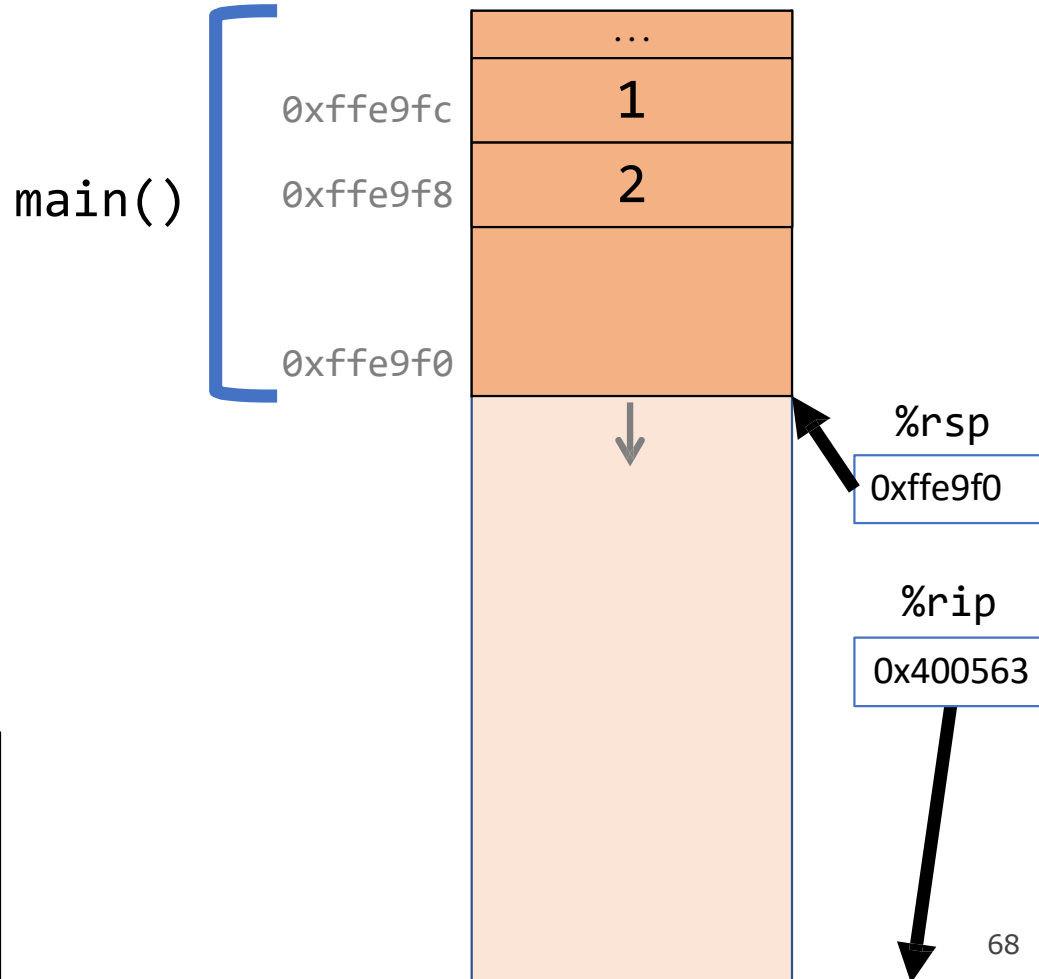 ...
0xffe9fc 1
main() 0xffe9f8 2
0xffe9f0
%rsp
0xffe9f0
%rip
0x400563
68